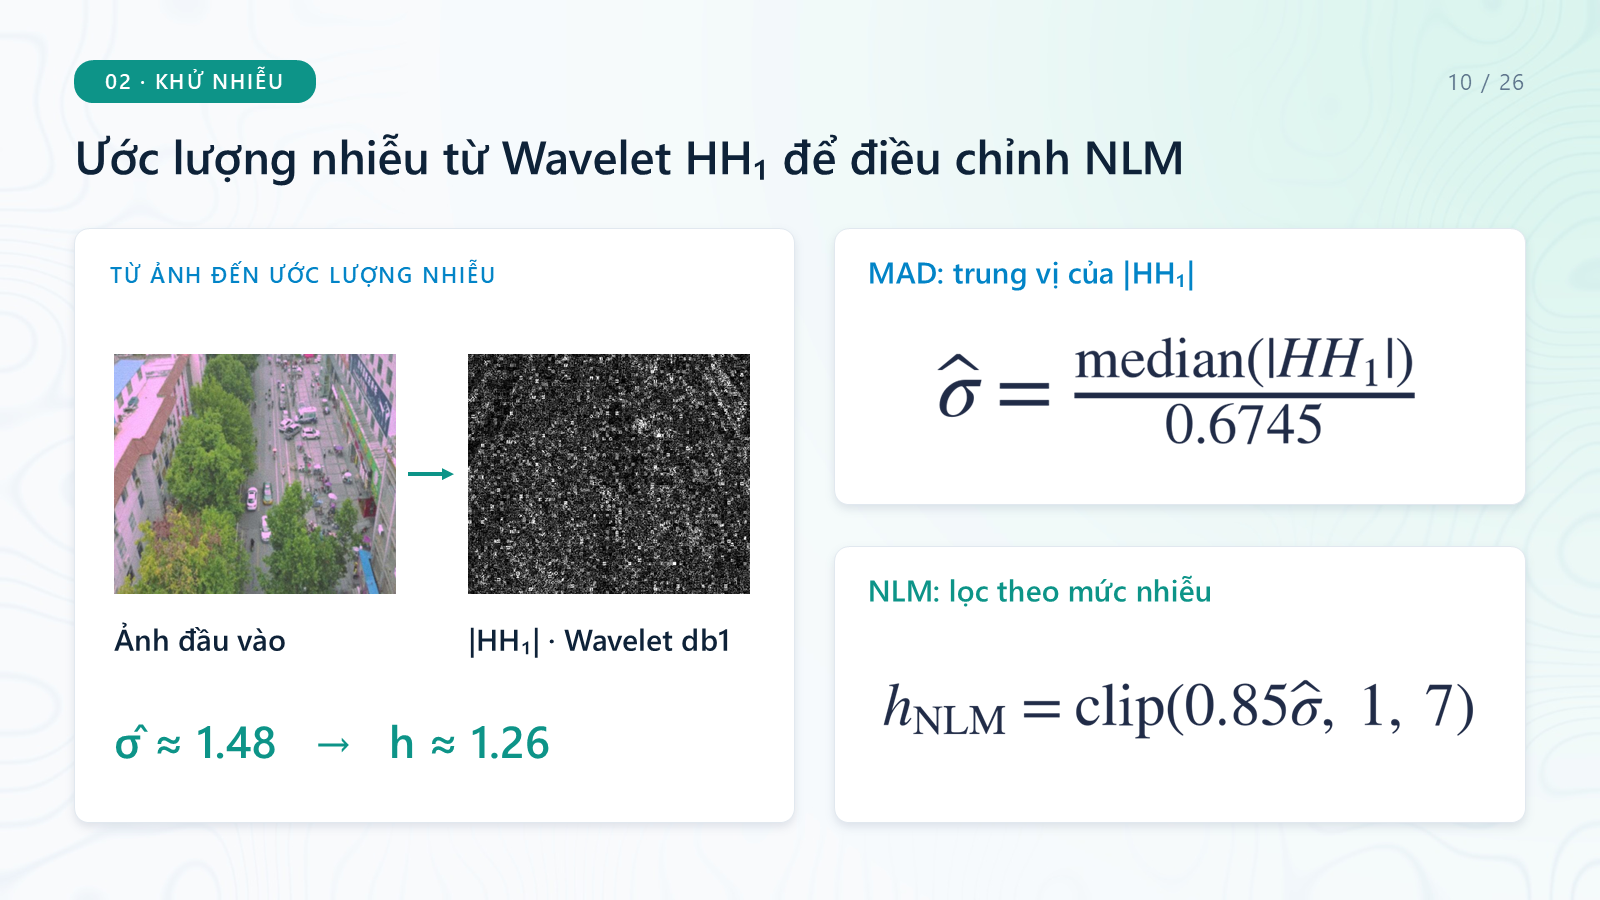 02 · KHỬ NHIỄU
10 / 26
Ước lượng nhiễu từ Wavelet HH₁ để điều chỉnh NLM
TỪ ẢNH ĐẾN ƯỚC LƯỢNG NHIỄU
Ảnh đầu vào
|HH₁| · Wavelet db1
σ̂ ≈ 1.48 → h ≈ 1.26
MAD: trung vị của |HH₁|
σ̂ = median(|HH₁|) / 0.6745
NLM: lọc theo mức nhiễu
h_NLM = clip(0.85σ̂, 1, 7)